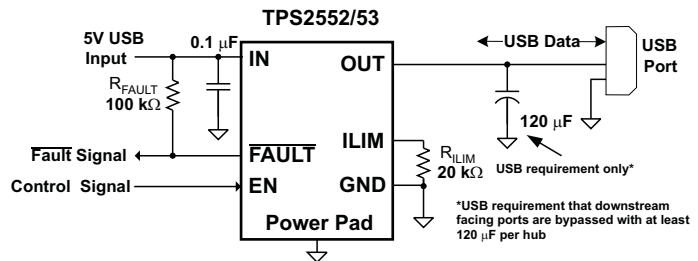 TPS2552/53
5V USB
Input
0.1 μF
R_FAULT
100 kΩ
IN
OUT
USB Data
USB
Port
120 μF
USB requirement only*
Fault Signal
FAULT
ILIM
R_ILIM
20 kΩ
Control Signal
EN
GND
Power Pad
*USB requirement that downstream
facing ports are bypassed with at least
120 μF per hub